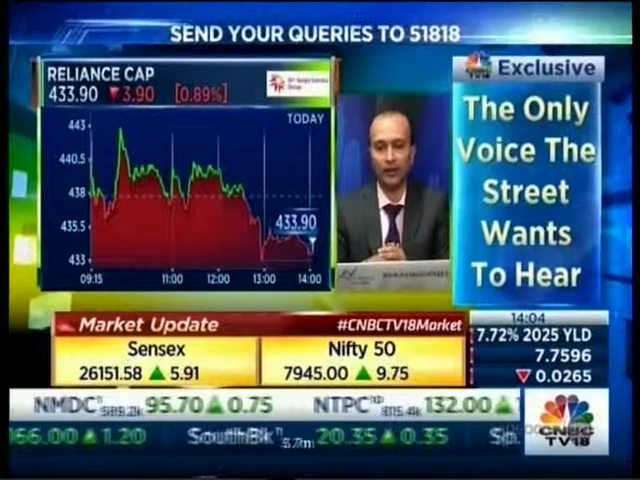 SEND YOUR QUERIES TO 51818
RELIANCE CAP
433.90 ▼ 3.90 [0.89%]
TODAY
443
440.5
438
435.5
433
433.90
09:15 11:00 12:00 13:00 14:00
Exclusive
The Only
Voice The
Street
Wants
To Hear
Market Update #CNBCTV18Market
Sensex
26151.58 ▲ 5.91
Nifty 50
7945.00 ▲ 9.75
14:04
7.72% 2025 YLD
7.7596
▼ 0.0265
NMDC 95.70 ▲ 0.75 NTPC 132.00 ▲
66.00 ▲ 1.20 SouthBk 5.7m 20.35 ▲ 0.35
CNBC
TV18